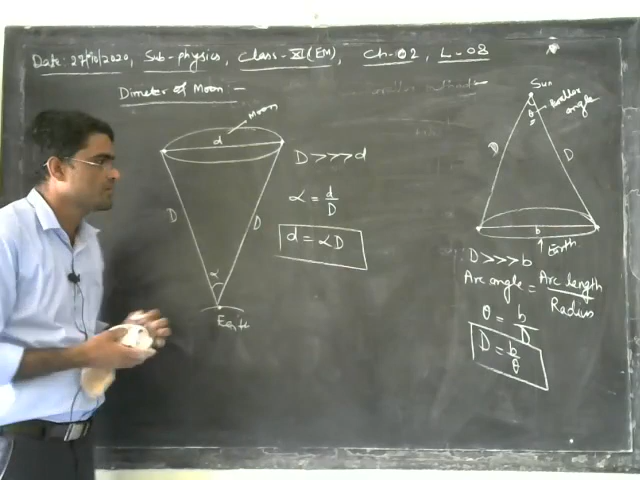 Date: 27/10/2020, Sub-physics, Class-XI(EM), Ch-02, L-08
Dimeter of Moon:-
Moon
d
D
D
α
Earth
D>>>>d
α = d/D
d = αD
Sun
Parallax angle
θ
D
D
b
Earth
D>>>>b
Arc angle = Arc length/Radius
θ = b/D
D = b/θ